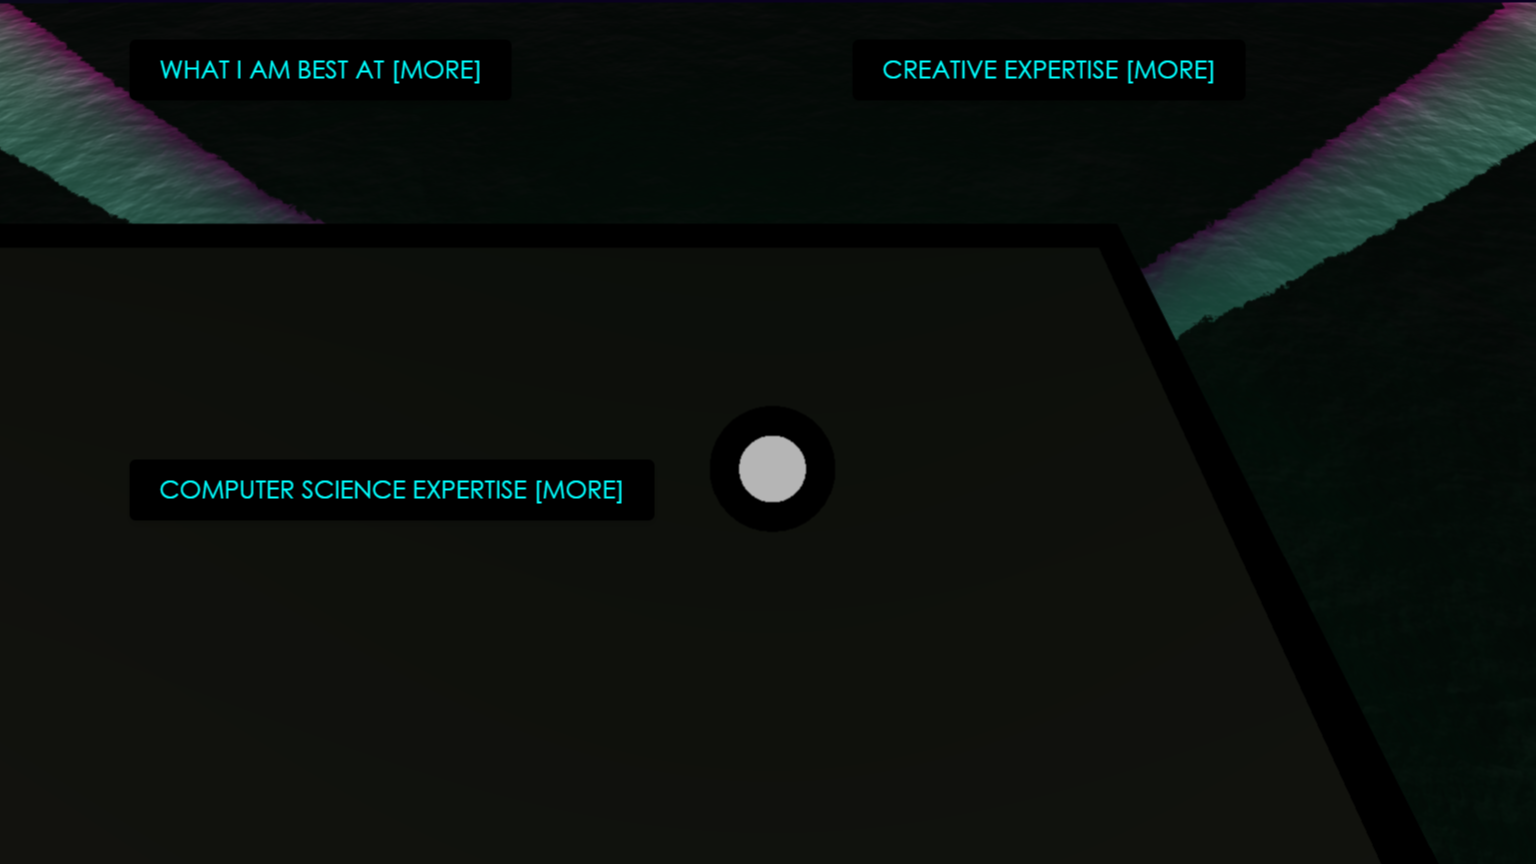 WHAT I AM BEST AT [MORE]
CREATIVE EXPERTISE [MORE]
COMPUTER SCIENCE EXPERTISE [MORE]